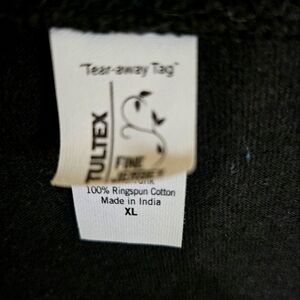 "Tear-away Tag"
TULTEX
FINE
100% Ringspun Cotton
Made in India
XL